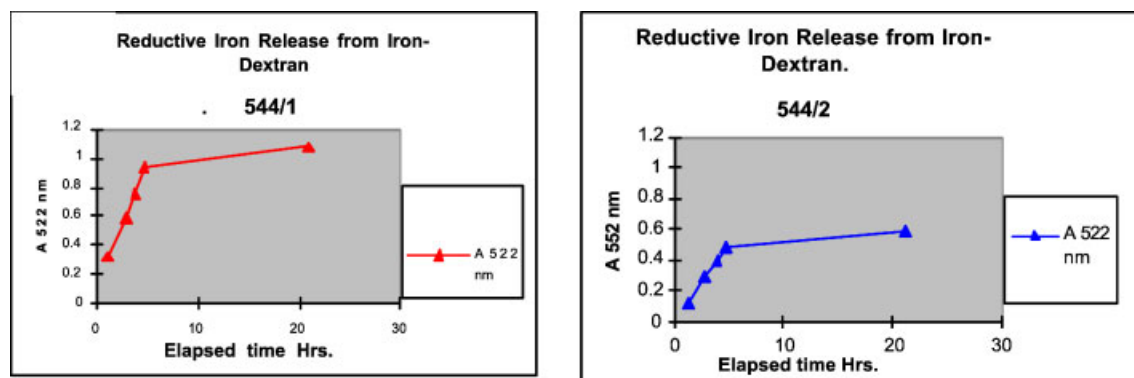 Reductive Iron Release from Iron-
Dextran
. 544/1
1.2
1
0.8
0.6
0.4
0.2
0
A 522 nm
0 10 20 30
Elapsed time Hrs.
A 522
nm
Reductive Iron Release from Iron-
Dextran.
544/2
1.2
1
0.8
0.6
0.4
0.2
0
A 552 nm
0 10 20 30
Elapsed time Hrs.
A 522
nm